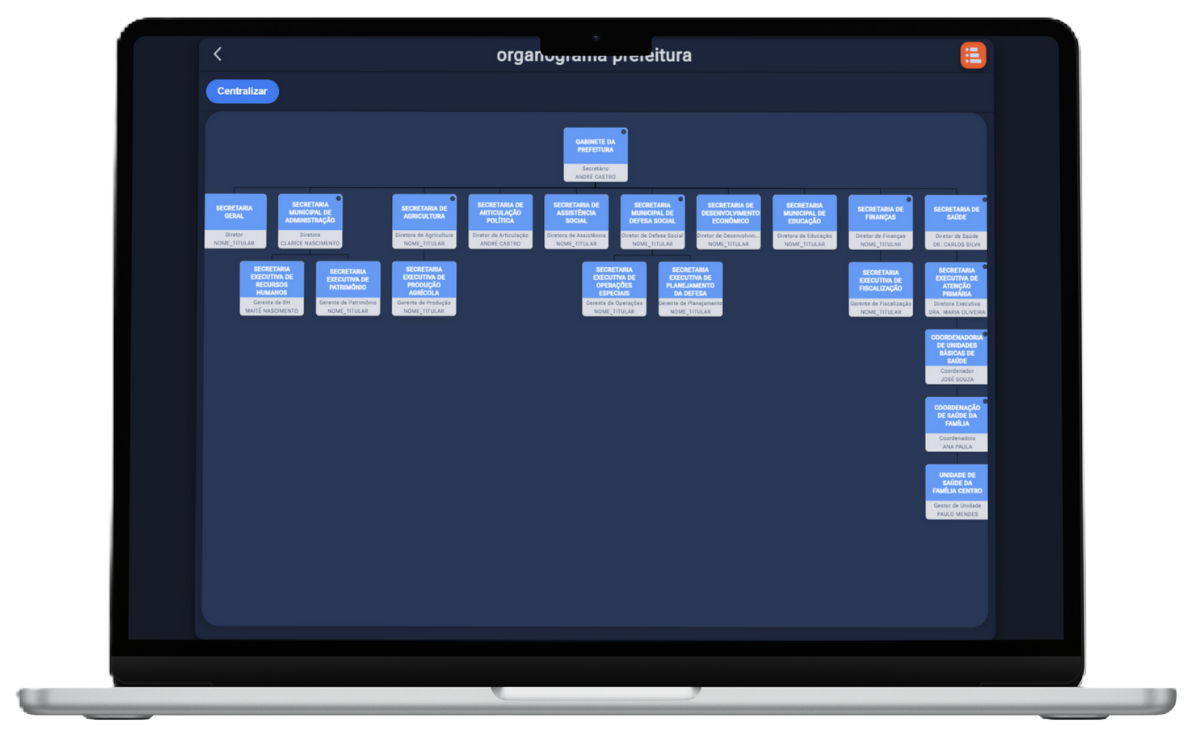 organograma prefeitura
Centralizar
GABINETE DA
PREFEITURA
Secretário
ANDRÉ CASTRO
SECRETARIA
GERAL
Diretor
NOME_TITULAR
SECRETARIA
MUNICIPAL DE
ADMINISTRAÇÃO
Diretora
CLARICE NASCIMENTO
SECRETARIA DE
AGRICULTURA
Diretora de Agricultura
NOME_TITULAR
SECRETARIA DE
ARTICULAÇÃO
POLÍTICA
Diretor de Articulação
ANDRÉ CASTRO
SECRETARIA DE
ASSISTÊNCIA
SOCIAL
Diretora de Assistência
NOME_TITULAR
SECRETARIA
MUNICIPAL DE
DEFESA SOCIAL
Diretor de Defesa Social
NOME_TITULAR
SECRETARIA DE
DESENVOLVIMENTO
ECONÔMICO
Diretor de Desenvolvim...
NOME_TITULAR
SECRETARIA
MUNICIPAL DE
EDUCAÇÃO
Diretora de Educação
NOME_TITULAR
SECRETARIA DE
FINANÇAS
Diretor de Finanças
NOME_TITULAR
SECRETARIA DE
SAÚDE
Diretor de Saúde
DR. CARLOS SILVA
SECRETARIA
EXECUTIVA DE
RECURSOS
HUMANOS
Gerente de RH
MAITÊ NASCIMENTO
SECRETARIA
EXECUTIVA DE
PATRIMÔNIO
Gerente de Patrimônio
NOME_TITULAR
SECRETARIA
EXECUTIVA DE
PRODUÇÃO
AGRÍCOLA
Gerente de Produção
NOME_TITULAR
SECRETARIA
EXECUTIVA DE
OPERAÇÕES
ESPECIAIS
Gerente de Operações
NOME_TITULAR
SECRETARIA
EXECUTIVA DE
PLANEJAMENTO
DA DEFESA
Gerente de Planejamento
NOME_TITULAR
SECRETARIA
EXECUTIVA DE
FISCALIZAÇÃO
Gerente de Fiscalização
NOME_TITULAR
SECRETARIA
EXECUTIVA DE
ATENÇÃO
PRIMÁRIA
Diretora Executiva
DRA. MARIA OLIVEIRA
COORDENADORIA
DE UNIDADES
BÁSICAS DE
SAÚDE
Coordenador
JOSÉ SOUZA
COORDENAÇÃO
DE SAÚDE DA
FAMÍLIA
Coordenadora
ANA PAULA
UNIDADE DE
SAÚDE DA
FAMÍLIA CENTRO
Gestor de Unidade
PAULO MENDES